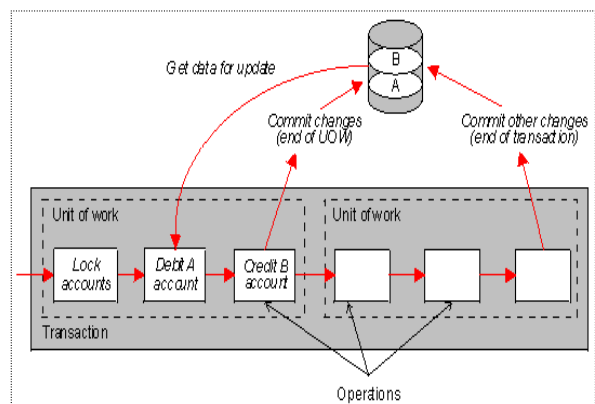 B
A
Get data for update
Commit changes
(end of UOW)
Commit other changes
(end of transaction)
Unit of work
Unit of work
Lock
accounts
Debit A
account
Credit B
account
Transaction
Operations